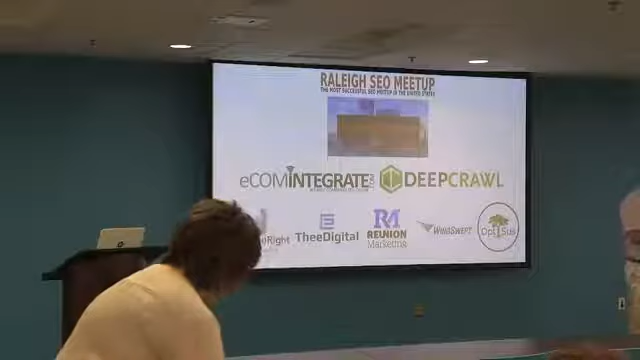 RALEIGH SEO MEETUP
THE MOST SUCCESSFUL SEO MEETUP IN THE UNITED STATES
eCOMINTEGRATE
DEEPCRAWL
Right
TheeDigital
REUNION
Marketing
WINDSWEPT
OptSus